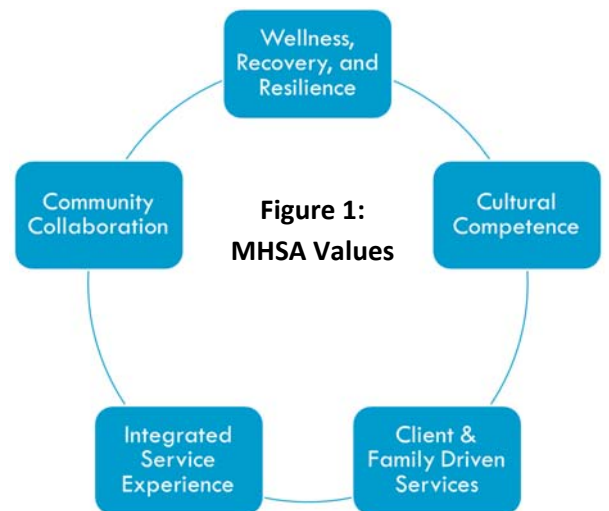 Wellness,
Recovery, and
Resilience
Community
Collaboration
Figure 1:
MHSA Values
Cultural
Competence
Integrated
Service
Experience
Client &
Family Driven
Services